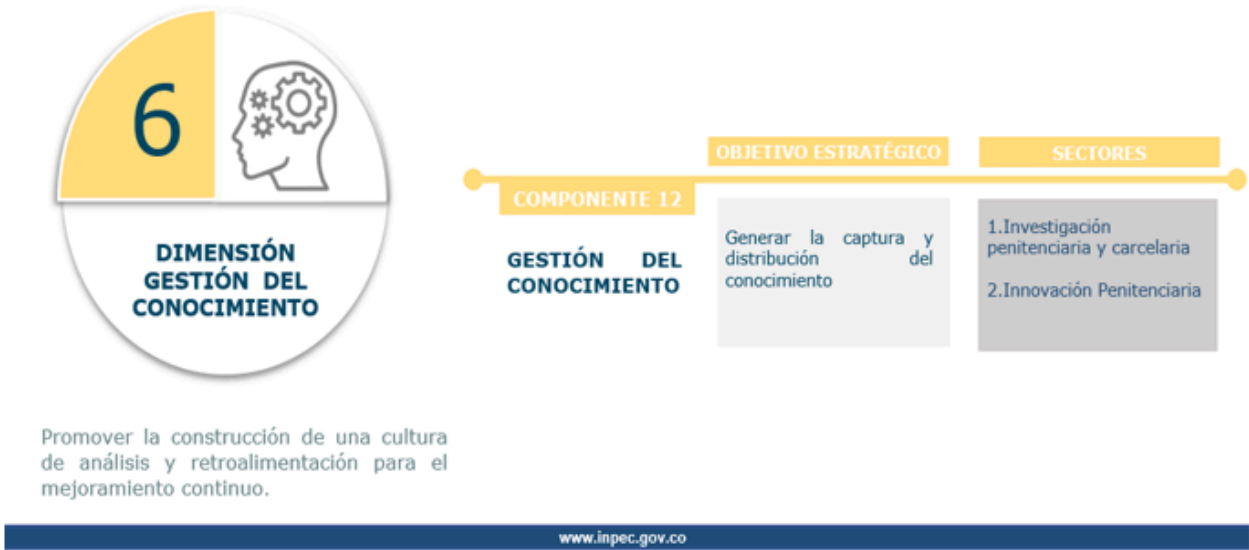 6
DIMENSIÓN
GESTIÓN DEL
CONOCIMIENTO
Promover la construcción de una cultura
de análisis y retroalimentación para el
mejoramiento continuo.
COMPONENTE 12
GESTIÓN DEL
CONOCIMIENTO
OBJETIVO ESTRATÉGICO
Generar la captura y
distribución del
conocimiento
SECTORES
1.Investigación
penitenciaria y carcelaria
2.Innovación Penitenciaria
www.inpec.gov.co